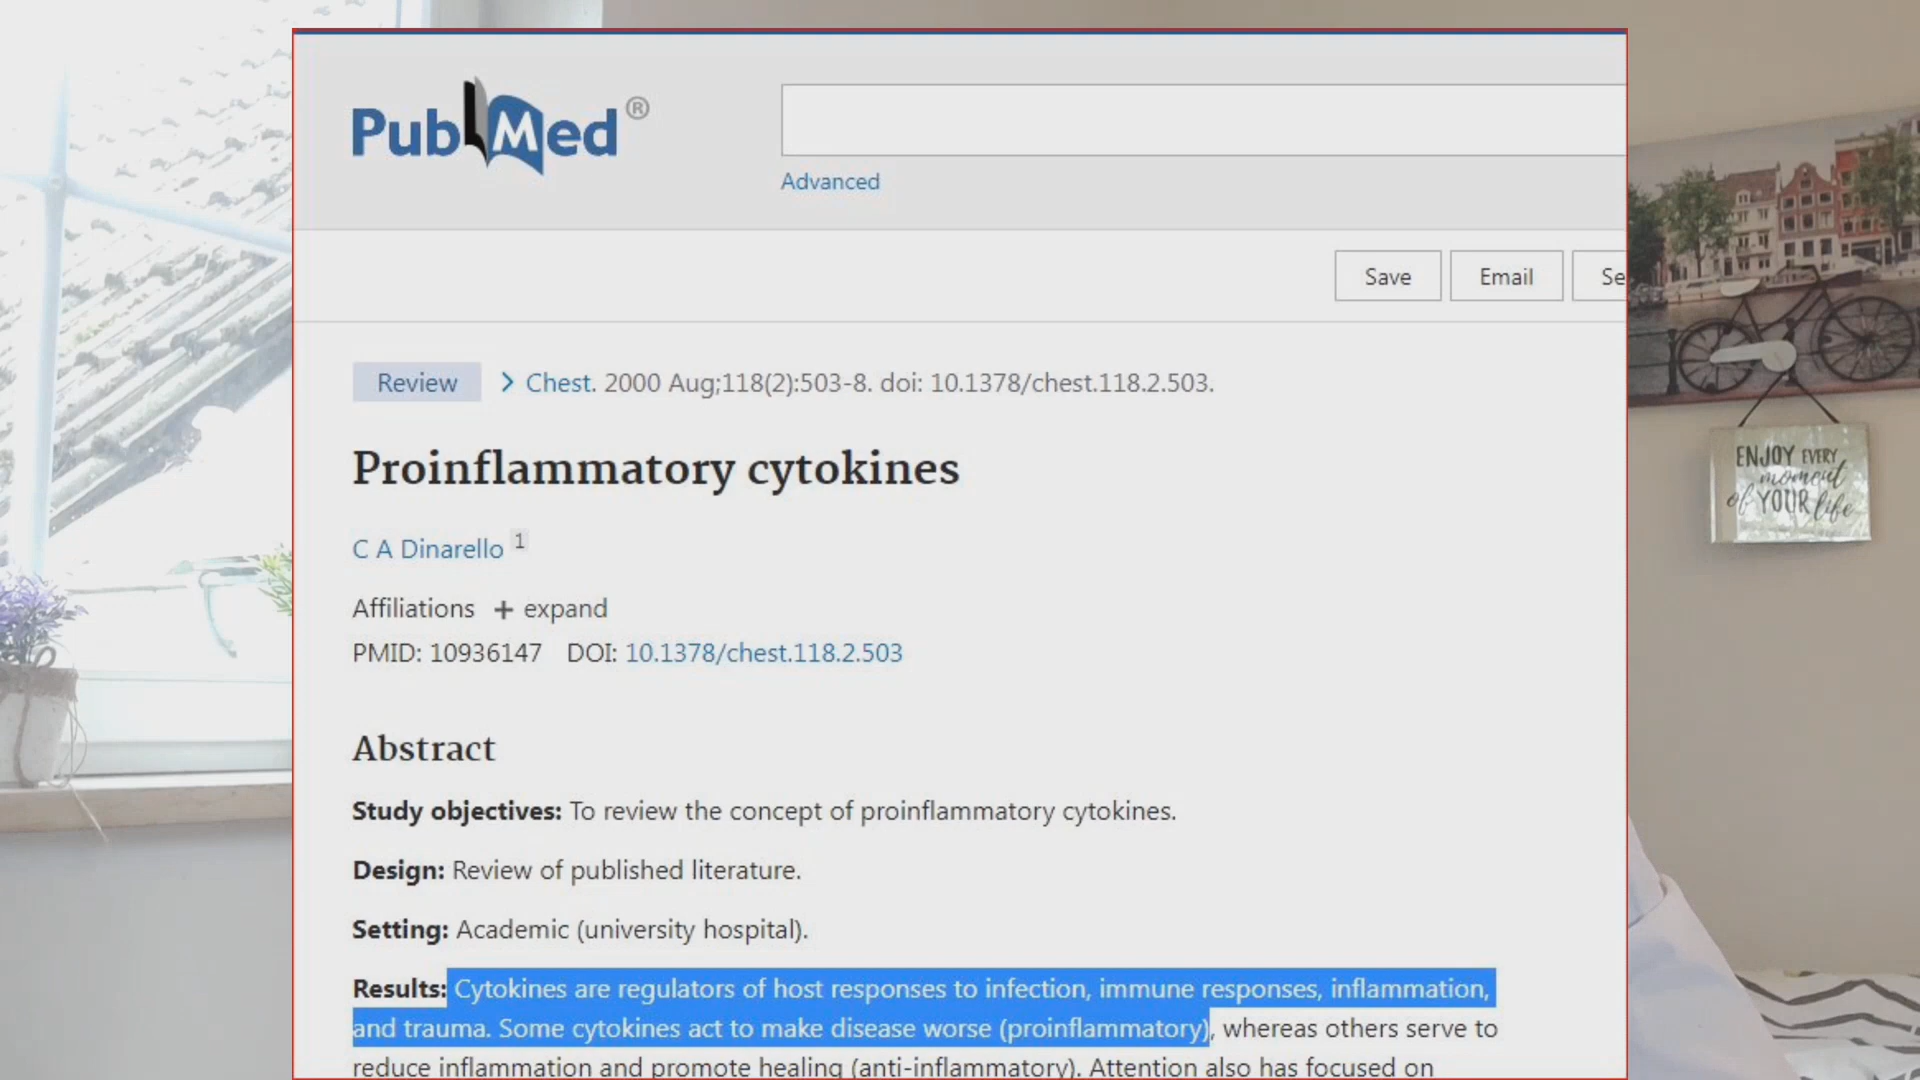 PubMed®
Advanced
Save Email Se
Review > Chest. 2000 Aug;118(2):503-8. doi: 10.1378/chest.118.2.503.
Proinflammatory cytokines
C A Dinarello 1
Affiliations + expand
PMID: 10936147 DOI: 10.1378/chest.118.2.503
Abstract
Study objectives: To review the concept of proinflammatory cytokines.
Design: Review of published literature.
Setting: Academic (university hospital).
Results: Cytokines are regulators of host responses to infection, immune responses, inflammation,
and trauma. Some cytokines act to make disease worse (proinflammatory), whereas others serve to
reduce inflammation and promote healing (anti-inflammatory). Attention also has focused on
ENJOY EVERY
moment
of YOUR life